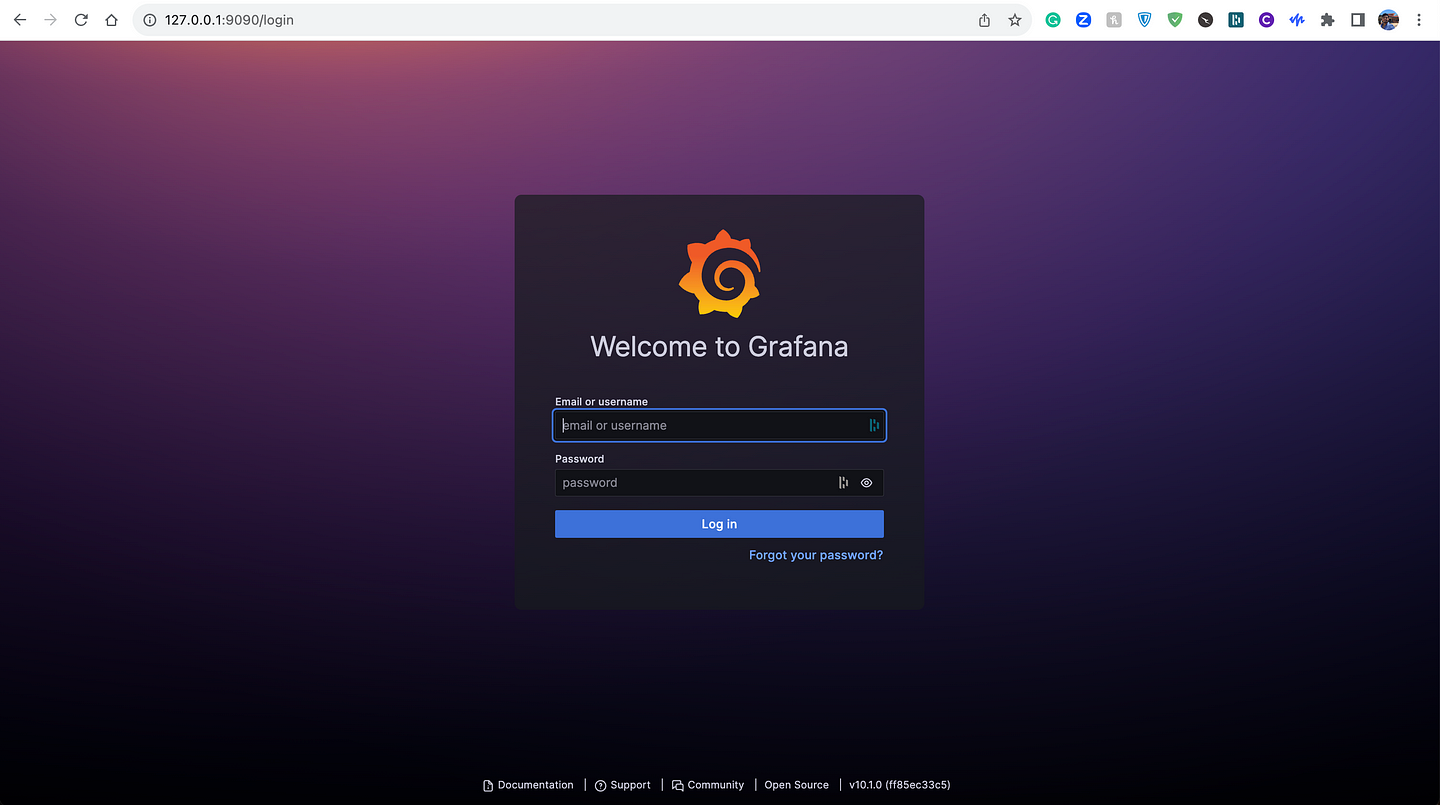 127.0.0.1:9090/login
Welcome to Grafana
Email or username
email or username
Password
password
Log in
Forgot your password?
Documentation | Support | Community | Open Source | v10.1.0 (ff85ec33c5)